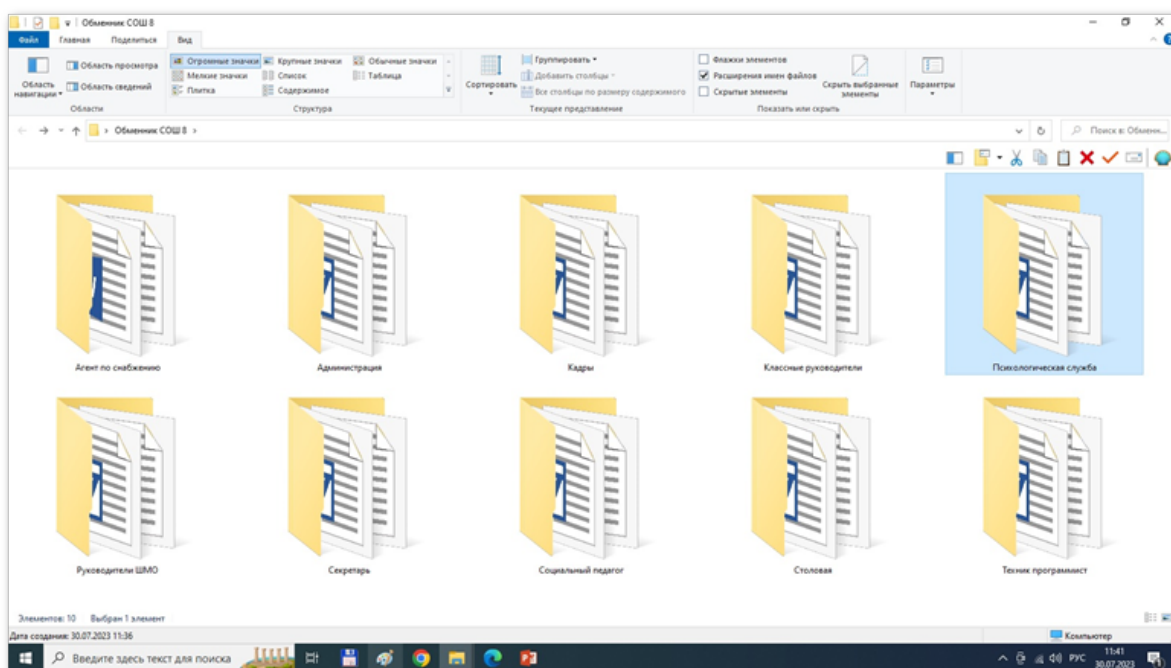 Обменник СОШ 8
Файл Главная Поделиться Вид
Область навигации
Область просмотра
Область сведений
Области
Огромные значки Крупные значки Обычные значки
Мелкие значки Список Таблица
Плитка Содержимое
Структура
Сортировать
Группировать
Добавить столбцы
Все столбцы по размеру содержимого
Текущее представление
Флажки элементов
Расширения имен файлов
Скрытые элементы
Скрыть выбранные элементы
Показать или скрыть
Параметры
Обменник СОШ 8
Поиск в: Обменн...
Агент по снабжению Администрация Кадры Классные руководители Психологическая служба
Руководители ШМО Секретарь Социальный педагог Столовая Техник программист
Элементов: 10 Выбран 1 элемент
Дата создания: 30.07.2023 11:36 Компьютер
Введите здесь текст для поиска
РУС
11:41
30.07.2023